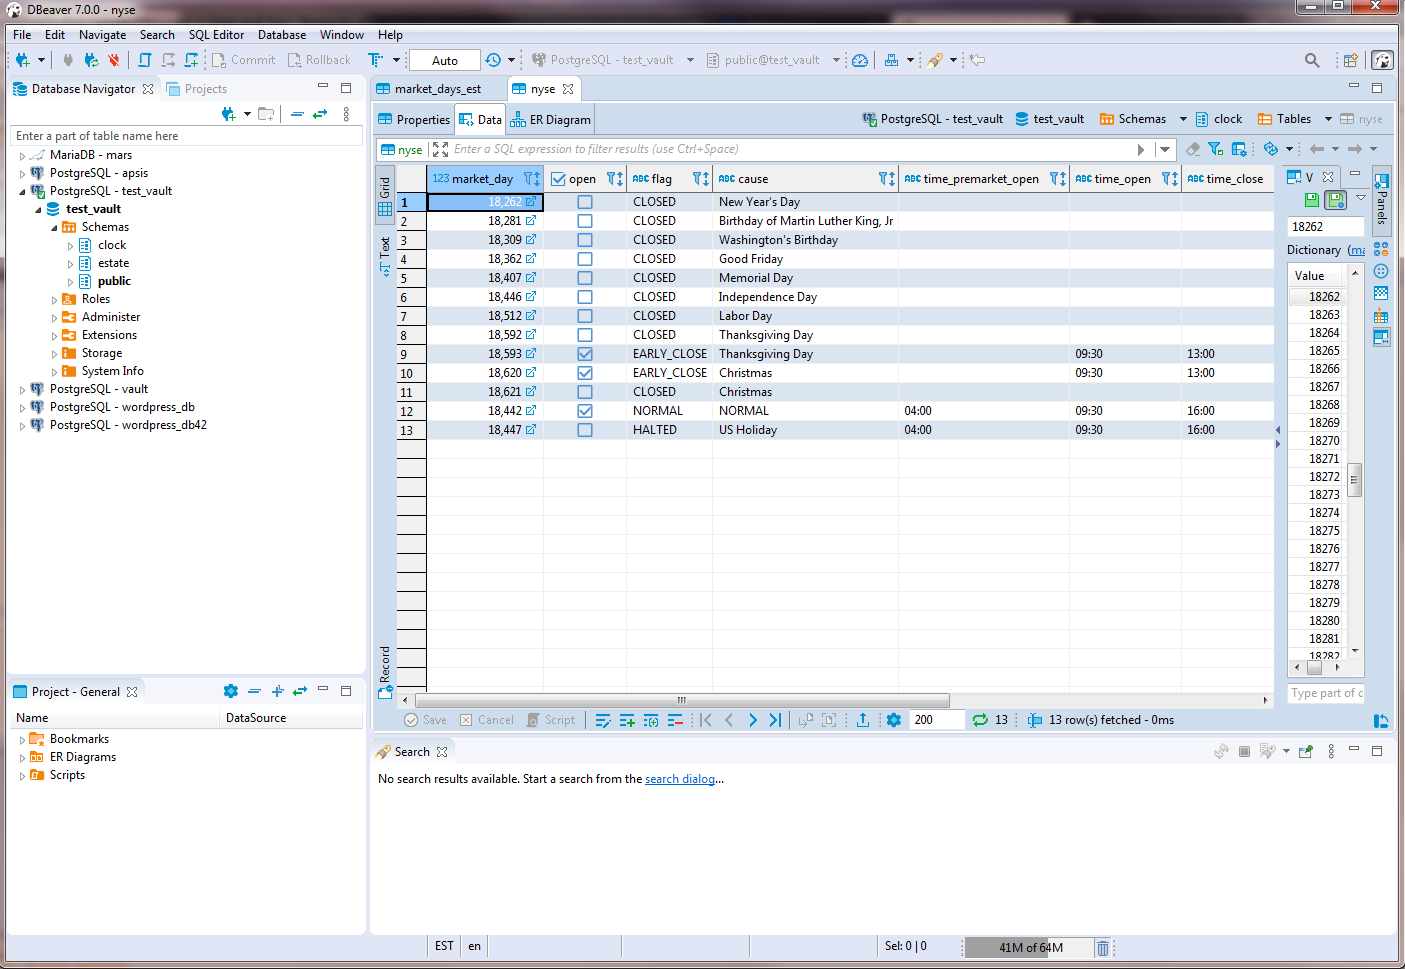 DBeaver 7.0.0 - nyse
File Edit Navigate Search SQL Editor Database Window Help
Commit Rollback Auto PostgreSQL - test_vault public@test_vault
Database Navigator Projects
Enter a part of table name here
MariaDB - mars
PostgreSQL - apsis
PostgreSQL - test_vault
test_vault
Schemas
clock
estate
public
Roles
Administer
Extensions
Storage
System Info
PostgreSQL - vault
PostgreSQL - wordpress_db
PostgreSQL - wordpress_db42
Project - General
Name DataSource
Bookmarks
ER Diagrams
Scripts
market_days_est nyse
Properties Data ER Diagram PostgreSQL - test_vault test_vault Schemas clock Tables nyse
nyse Enter a SQL expression to filter results (use Ctrl+Space)
Grid
Text
Record
123 market_day open ABC flag ABC cause ABC time_premarket_open ABC time_open ABC time_close
1 18,262 CLOSED New Year's Day
2 18,281 CLOSED Birthday of Martin Luther King, Jr
3 18,309 CLOSED Washington's Birthday
4 18,362 CLOSED Good Friday
5 18,407 CLOSED Memorial Day
6 18,446 CLOSED Independence Day
7 18,512 CLOSED Labor Day
8 18,592 CLOSED Thanksgiving Day
9 18,593 EARLY_CLOSE Thanksgiving Day 09:30 13:00
10 18,620 EARLY_CLOSE Christmas 09:30 13:00
11 18,621 CLOSED Christmas
12 18,442 NORMAL NORMAL 04:00 09:30 16:00
13 18,447 HALTED US Holiday 04:00 09:30 16:00
V
18262
Dictionary (ma
Value
18262
18263
18264
18265
18266
18267
18268
18269
18270
18271
18272
18273
18274
18275
18276
18277
18278
18279
18280
18281
18282
Type part of c
Panels
Save Cancel Script 200 13 13 row(s) fetched - 0ms
Search
No search results available. Start a search from the search dialog...
EST en Sel: 0 | 0 41M of 64M